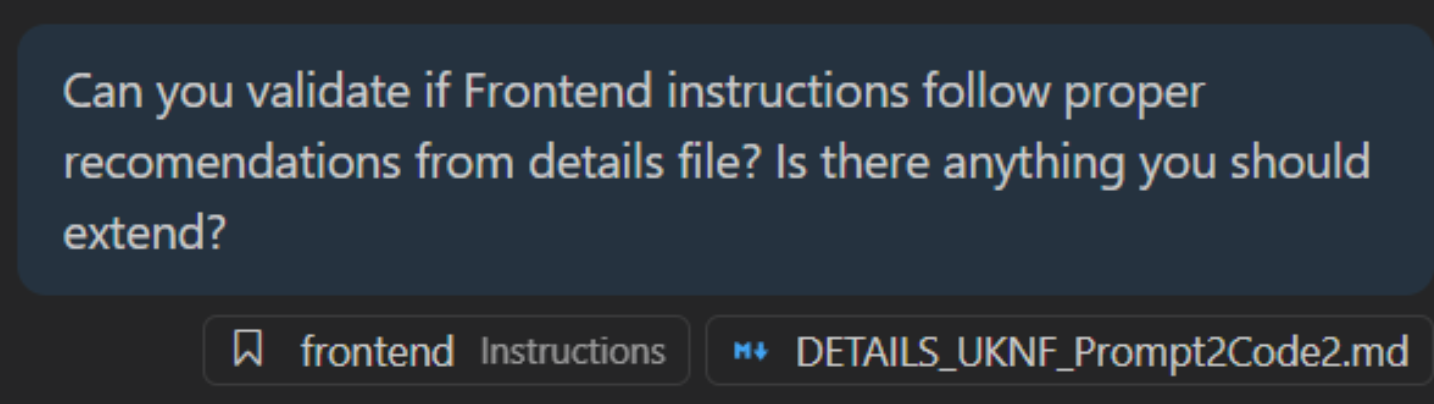 Can you validate if Frontend instructions follow proper
recomendations from details file? Is there anything you should
extend?
frontend Instructions DETAILS_UKNF_Prompt2Code2.md